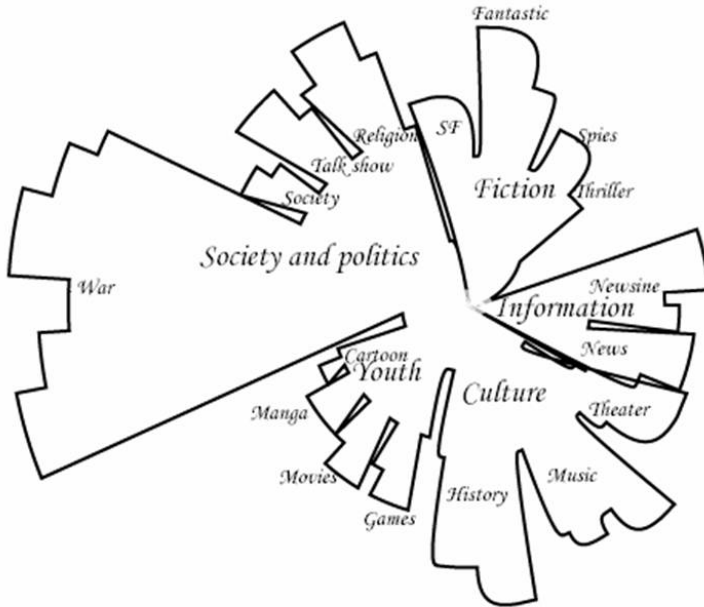 Fantastic
SF
Spies
Religion
Talk show
Fiction
Thriller
Society
Society and politics
War
Newsine
Information
News
Cartoon
Youth
Culture
Manga
Theater
Movies
Music
History
Games